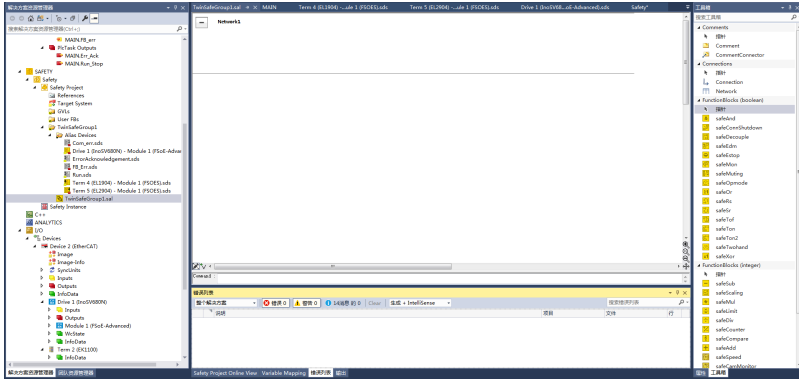 解决方案资源管理器
搜索解决方案资源管理器(Ctrl+;)
MAIN.FB_err
PlcTask Outputs
MAIN.Err_Ack
MAIN.Run_Stop
SAFETY
Safety
Safety Project
References
Target System
GVLs
User FBs
TwinSafeGroup1
Alias Devices
Com_err.sds
Drive 1 (InoSV680N) - Module 1 (FSoE-Advan
ErrorAcknowledgement.sds
FB_Err.sds
Run.sds
Term 4 (EL1904) - Module 1 (FSOES).sds
Term 5 (EL2904) - Module 1 (FSOES).sds
TwinSafeGroup1.sal
Safety Instance
C++
ANALYTICS
I/O
Devices
Device 2 (EtherCAT)
Image
Image-Info
SyncUnits
Inputs
Outputs
InfoData
Drive 1 (InoSV680N)
Inputs
Outputs
Module 1 (FSoE-Advanced)
WcState
InfoData
Term 2 (EK1100)
InfoData
解决方案资源管理器 团队资源管理器
TwinSafeGroup1.sal MAIN Term 4 (EL1904) -...ule 1 (FSOES).sds Term 5 (EL2904) -...ule 1 (FSOES).sds Drive 1 (InoSV68...oE-Advanced).sds Safety*
Network1
Command :
错误列表
整个解决方案 错误 0 警告 0 14消息 的 0 Clear 生成 + IntelliSense 搜索错误列表
说明 项目 文件 行
Safety Project Online View Variable Mapping 错误列表 输出
工具箱
搜索工具箱
Comments
指针
Comment
CommentConnector
Connections
指针
Connection
Network
FunctionBlocks (boolean)
指针
safeAnd
safeConnShutdown
safeDecouple
safeEdm
safeEstop
safeMon
safeMuting
safeOpmode
safeOr
safeRs
safeSr
safeTof
safeTon
safeTon2
safeTwohand
safeXor
FunctionBlocks (integer)
指针
safeSub
safeScaling
safeMul
safeLimit
safeDiv
safeCounter
safeCompare
safeAdd
safeSpeed
safeCamMonitor
属性 工具箱